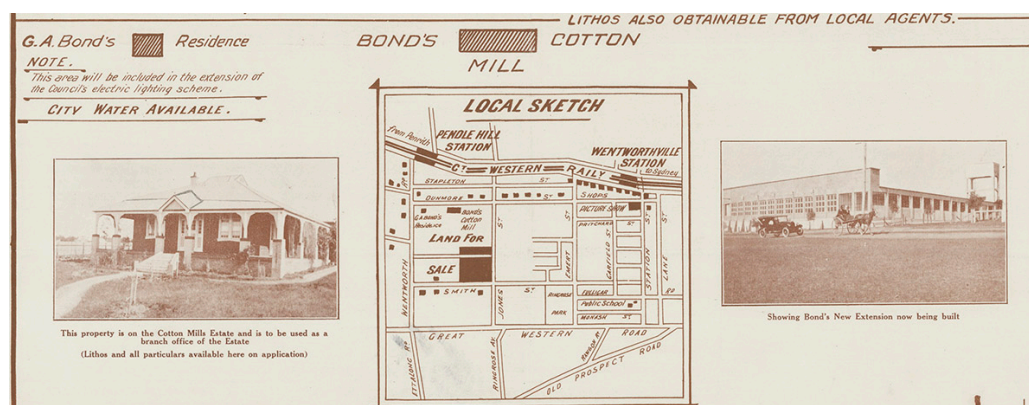 LITHOS ALSO OBTAINABLE FROM LOCAL AGENTS.
G.A. Bond's Residence
BOND'S COTTON
MILL
NOTE.
This area will be included in the extension of
the Council's electric lighting scheme.
CITY WATER AVAILABLE.
LOCAL SKETCH
from Penrith
PENDLE HILL
STATION
WENTWORTHVILLE
STATION
to Sydney
GT WESTERN RAILY
STAPLETON ST
DUNMORE ST
SHOPS
PICTURE SHOW
G.A. BOND'S
Residence
BOND'S
Cotton
Mill
LAND FOR
SALE
PRITCHARD
GARFIELD ST
EMERT ST
STATION ST
LANE ST
WENTWORTH
JONES ST
SMITH ST
RINGROSE
PARK
FULLAGAR RD
Public School
MONASH ST
GREAT WESTERN ROAD
OLD PROSPECT ROAD
ETTALONG RD
RINGROSE AV
This property is on the Cotton Mills Estate and is to be used as a
branch office of the Estate
(Lithos and all particulars available here on application)
Showing Bond's New Extension now being built